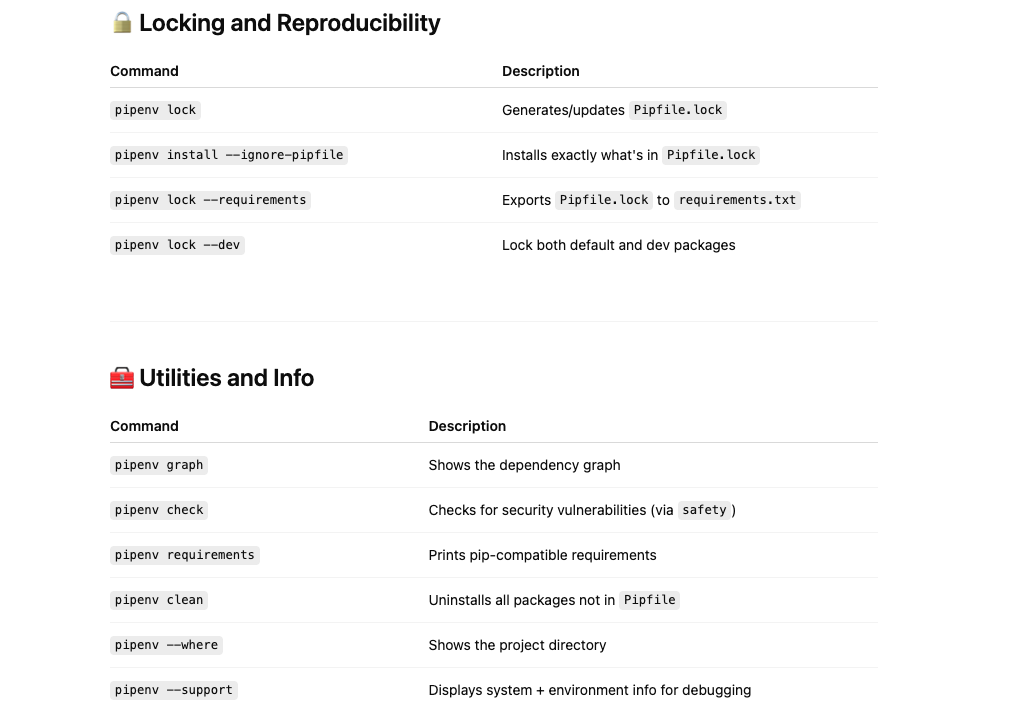 🔒 Locking and Reproducibility
Command Description
pipenv lock Generates/updates Pipfile.lock
pipenv install --ignore-pipfile Installs exactly what's in Pipfile.lock
pipenv lock --requirements Exports Pipfile.lock to requirements.txt
pipenv lock --dev Lock both default and dev packages
🧰 Utilities and Info
Command Description
pipenv graph Shows the dependency graph
pipenv check Checks for security vulnerabilities (via safety)
pipenv requirements Prints pip-compatible requirements
pipenv clean Uninstalls all packages not in Pipfile
pipenv --where Shows the project directory
pipenv --support Displays system + environment info for debugging